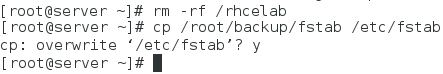 [root@server ~]# rm -rf /rhcelab
[root@server ~]# cp /root/backup/fstab /etc/fstab
cp: overwrite ‘/etc/fstab’? y
[root@server ~]#